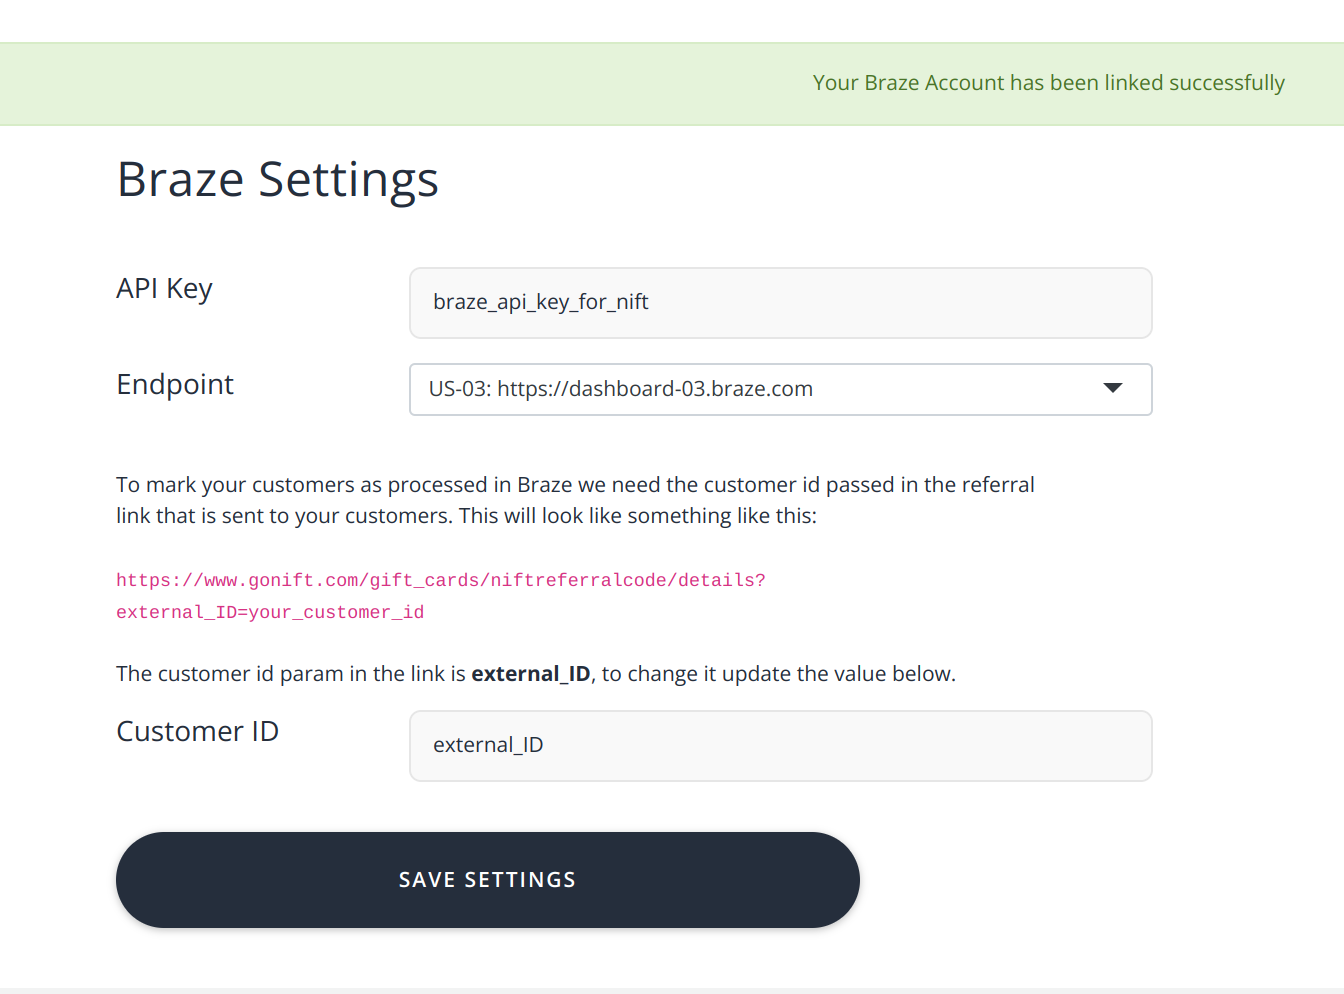 Your Braze Account has been linked successfully
Braze Settings
API Key
braze_api_key_for_nift
Endpoint
US-03: https://dashboard-03.braze.com
To mark your customers as processed in Braze we need the customer id passed in the referral
link that is sent to your customers. This will look like something like this:
https://www.gonift.com/gift_cards/niftreferralcode/details?
external_ID=your_customer_id
The customer id param in the link is external_ID, to change it update the value below.
Customer ID
external_ID
SAVE SETTINGS